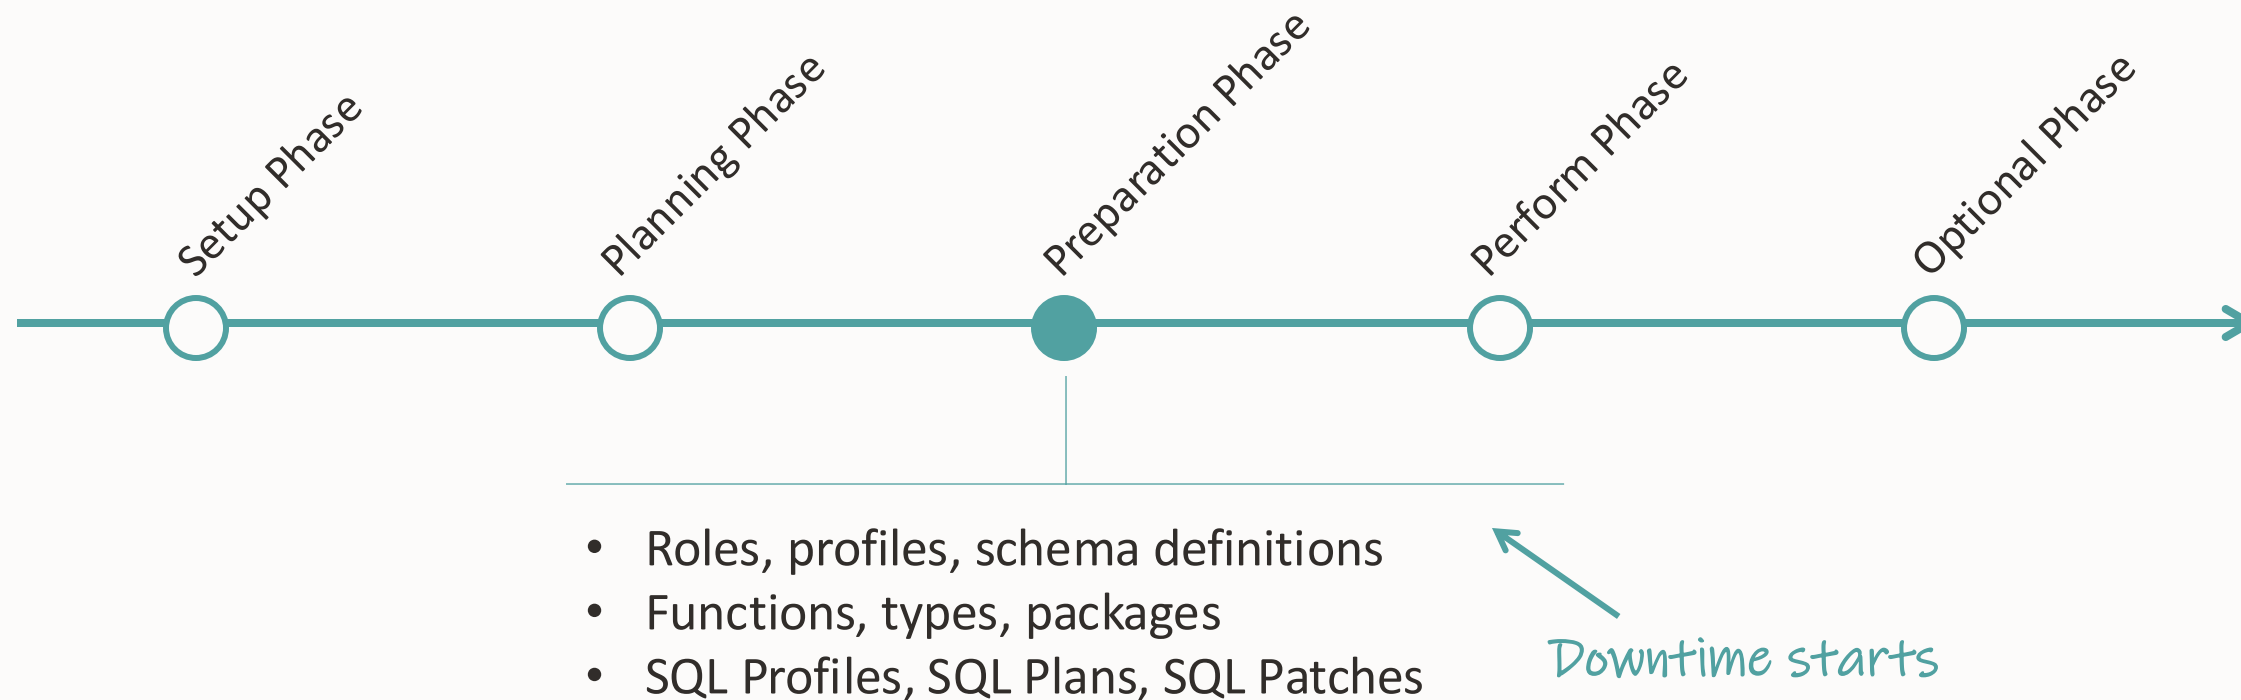 Setup Phase
Planning Phase
Preparation Phase
Perform Phase
Optional Phase
• Roles, profiles, schema definitions
• Functions, types, packages
• SQL Profiles, SQL Plans, SQL Patches
Downtime starts